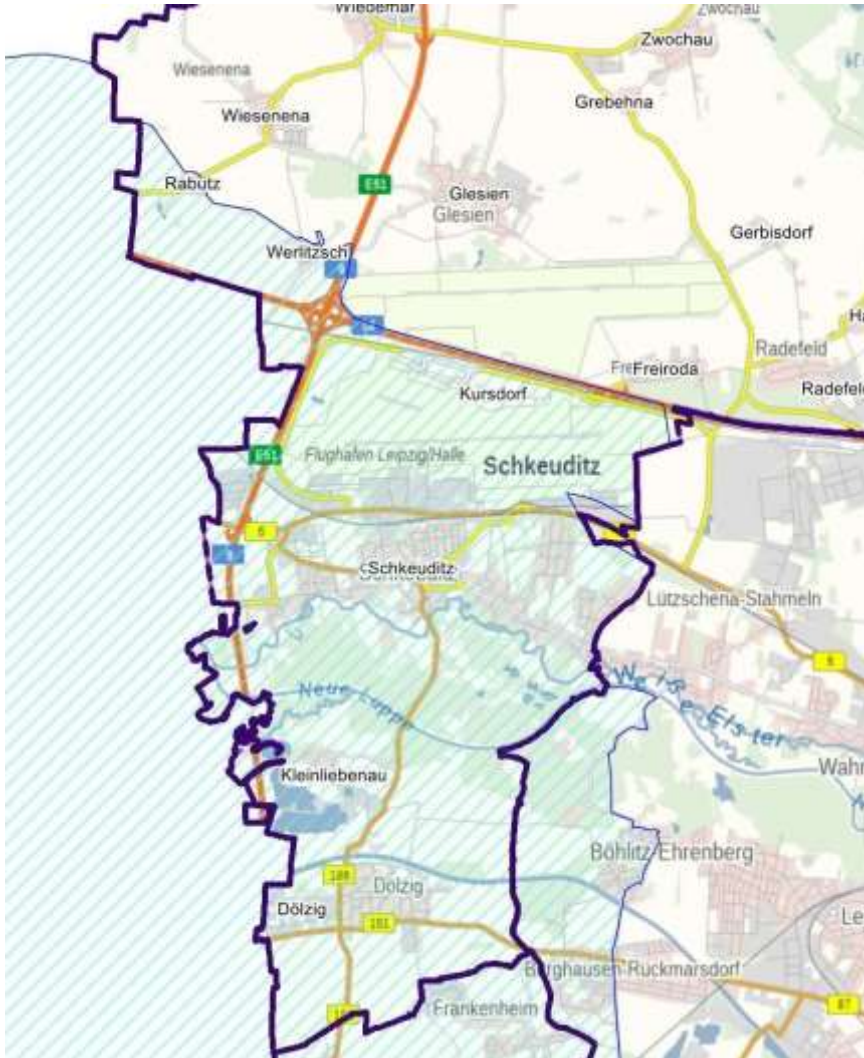 Wiedemar
Zwochau
Zwochau
Wiesenena
Grebehna
Wiesenena
Rabutz
E51
Glesien
Glesien
Gerbisdorf
Werlitzsch
Radefeld
Freiroda
Kursdorf
Radefeld
E51
Flughafen Leipzig/Halle
Schkeuditz
6
Schkeuditz
9
Lützschena-Stahmeln
6
Weiße Elster
Neue Luppe
Kleinliebenau
Böhlitz-Ehrenberg
186
Dölzig
Dölzig
181
Burghausen-Rückmarsdorf
Frankenheim
87